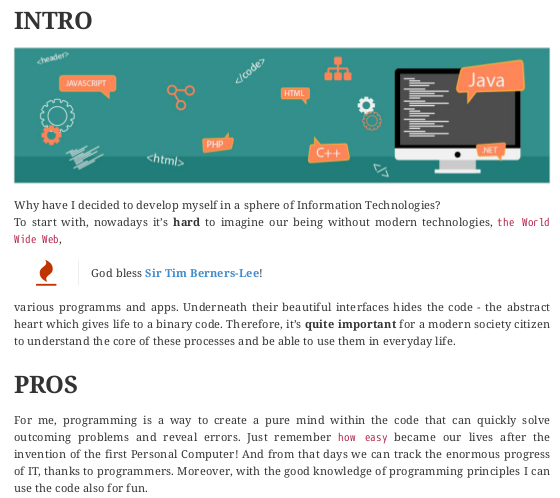 INTRO
<header>
JAVASCRIPT
</code>
HTML
Java
PHP
<html>
C++
.NET
</>
Why have I decided to develop myself in a sphere of Information Technologies?
To start with, nowadays it's hard to imagine our being without modern technologies, the World
Wide Web,
God bless Sir Tim Berners-Lee!
various programms and apps. Underneath their beautiful interfaces hides the code - the abstract
heart which gives life to a binary code. Therefore, it's quite important for a modern society citizen
to understand the core of these processes and be able to use them in everyday life.
PROS
For me, programming is a way to create a pure mind within the code that can quickly solve
outcoming problems and reveal errors. Just remember how easy became our lives after the
invention of the first Personal Computer! And from that days we can track the enormous progress
of IT, thanks to programmers. Moreover, with the good knowledge of programming principles I can
use the code also for fun.